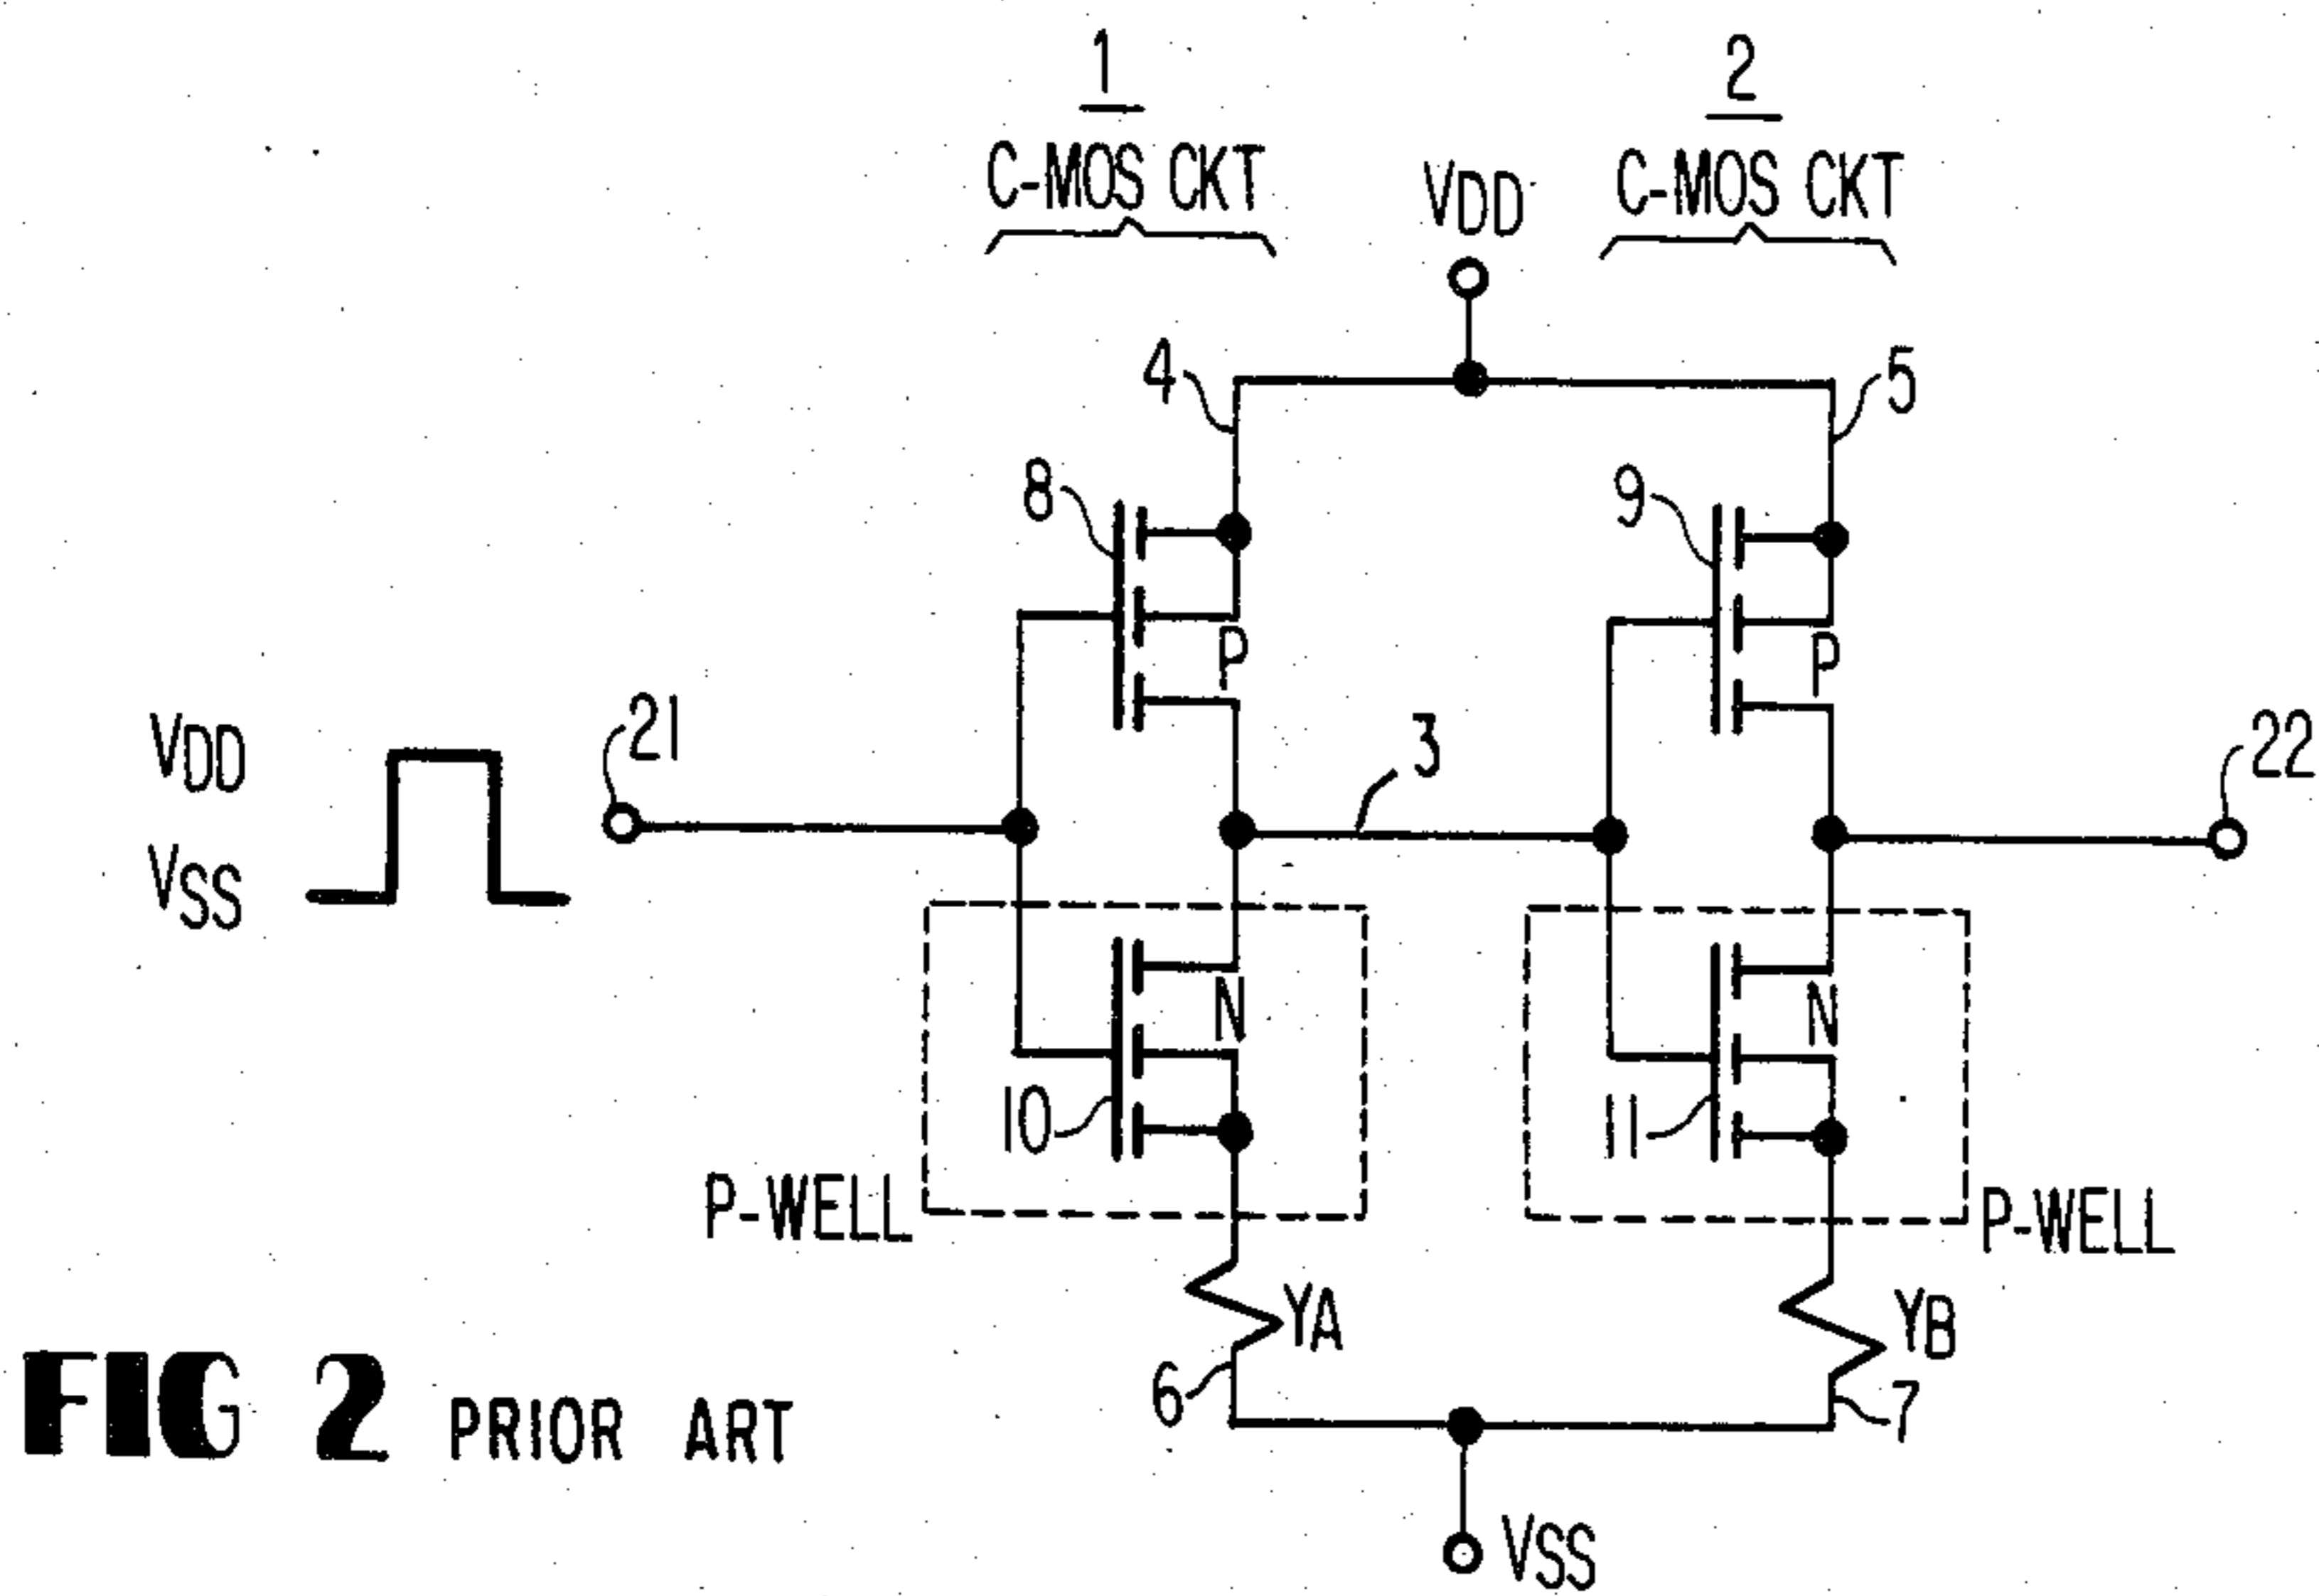 1
2
C-MOS CKT
C-MOS CKT
VDD
4
5
8
9
P
P
VDD
21
3
22
VSS
N
N
10
11
P-WELL
P-WELL
YA
YB
6
7
FIG 2 PRIOR ART
VSS